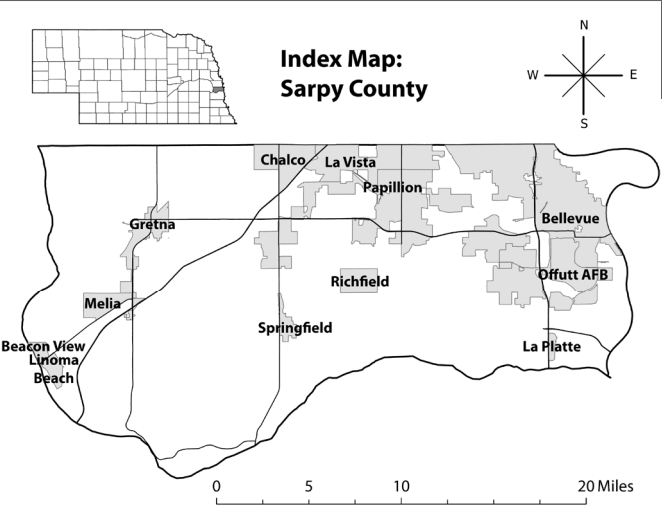 Index Map:
Sarpy County
N
W
E
S
Chalco
La Vista
Papillion
Gretna
Bellevue
Offutt AFB
Richfield
Melia
Springfield
Beacon View
La Platte
Linoma
Beach
0
5
10
20 Miles